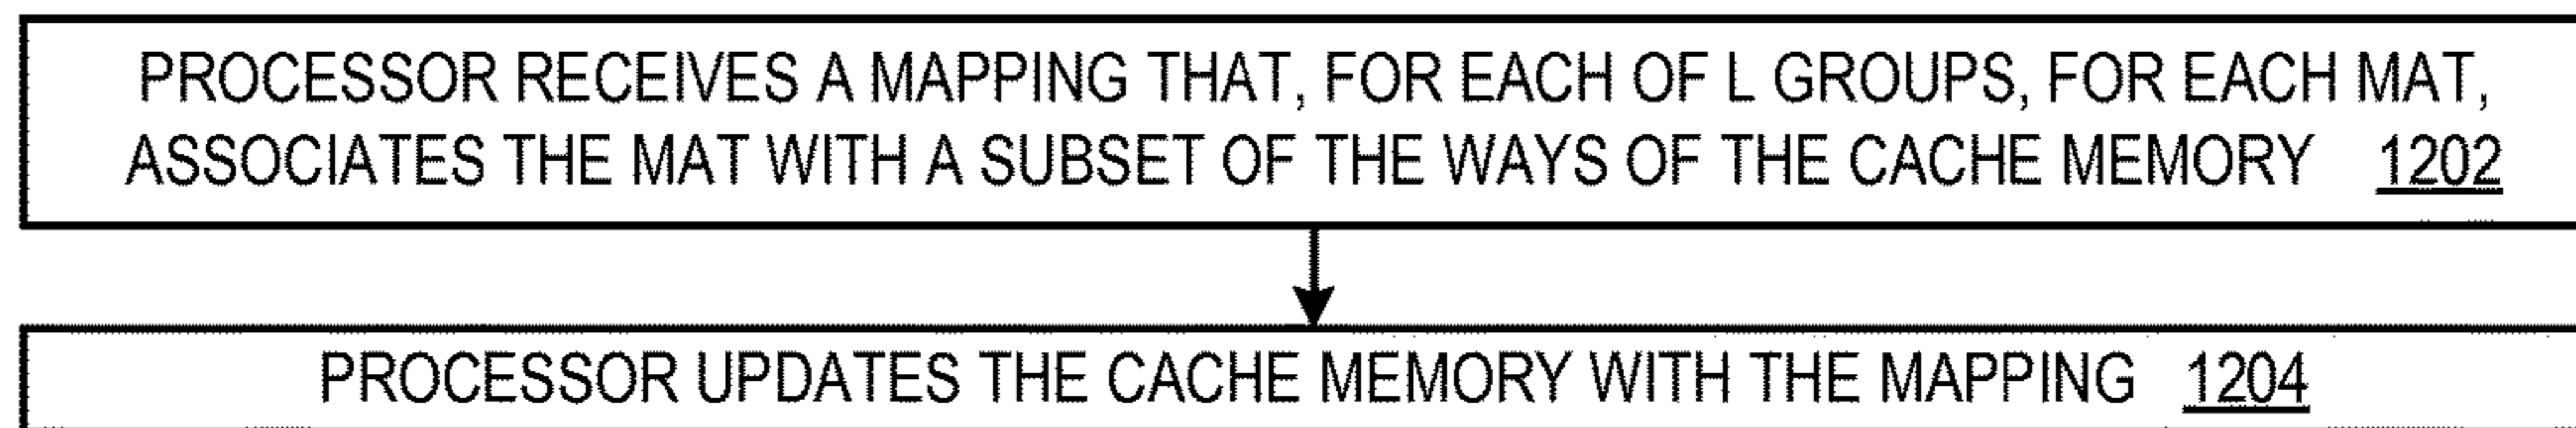 PROCESSOR RECEIVES A MAPPING THAT, FOR EACH OF L GROUPS, FOR EACH MAT,
ASSOCIATES THE MAT WITH A SUBSET OF THE WAYS OF THE CACHE MEMORY 1202
PROCESSOR UPDATES THE CACHE MEMORY WITH THE MAPPING 1204